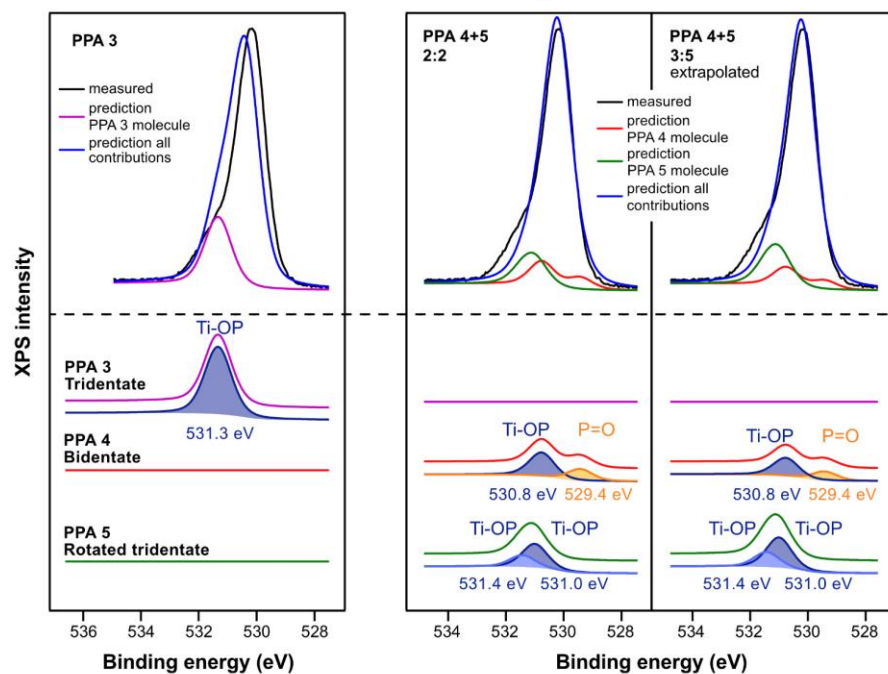 PPA 3
measured
prediction
PPA 3 molecule
prediction all
contributions
PPA 4+5
2:2
PPA 4+5
3:5
extrapolated
measured
prediction
PPA 4 molecule
prediction
PPA 5 molecule
prediction all
contributions
XPS intensity
PPA 3
Tridentate
Ti-OP
531.3 eV
PPA 4
Bidentate
Ti-OP P=O
530.8 eV 529.4 eV
Ti-OP P=O
530.8 eV 529.4 eV
PPA 5
Rotated tridentate
Ti-OP Ti-OP
531.4 eV 531.0 eV
Ti-OP Ti-OP
531.4 eV 531.0 eV
536 534 532 530 528
534 532 530 528
534 532 530 528
Binding energy (eV)
Binding energy (eV)